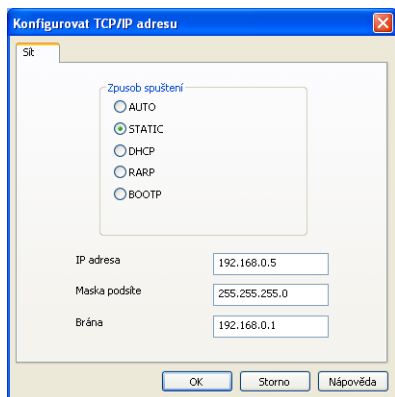 Konfigurovat TCP/IP adresu
Sít
Zpusob spuštení
AUTO
STATIC
DHCP
RARP
BOOTP
IP adresa 192.168.0.5
Maska podsíte 255.255.255.0
Brána 192.168.0.1
OK Storno Nápověda